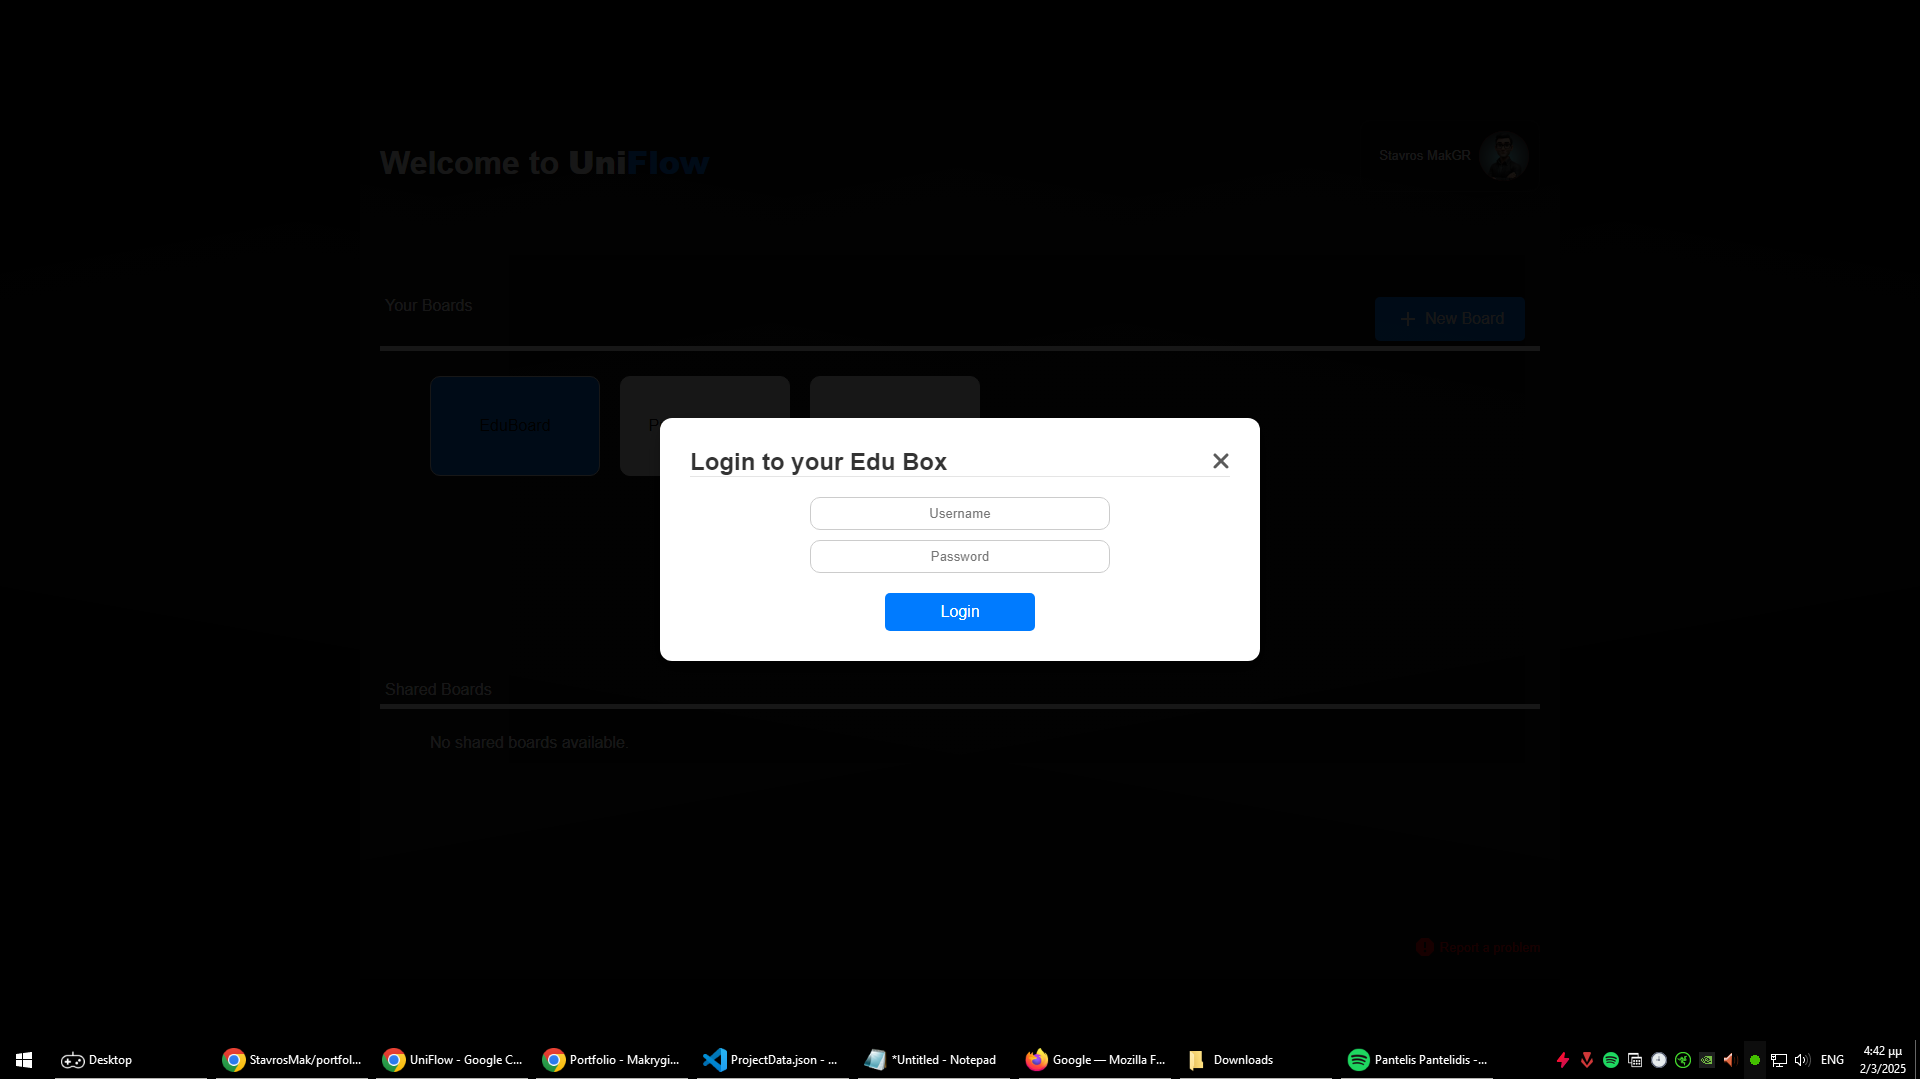 Welcome to UniFlow
Stavros MakGR
Your Boards
New Board
EduBoard
Login to your Edu Box
Username
Password
Login
Shared Boards
No shared boards available.
Report a problem
Desktop
StavrosMak/portfol...
UniFlow - Google C...
Portfolio - Makrygi...
ProjectData.json - ...
*Untitled - Notepad
Google — Mozilla F...
Downloads
Pantelis Pantelidis -...
ENG
4:42 μμ
2/3/2025